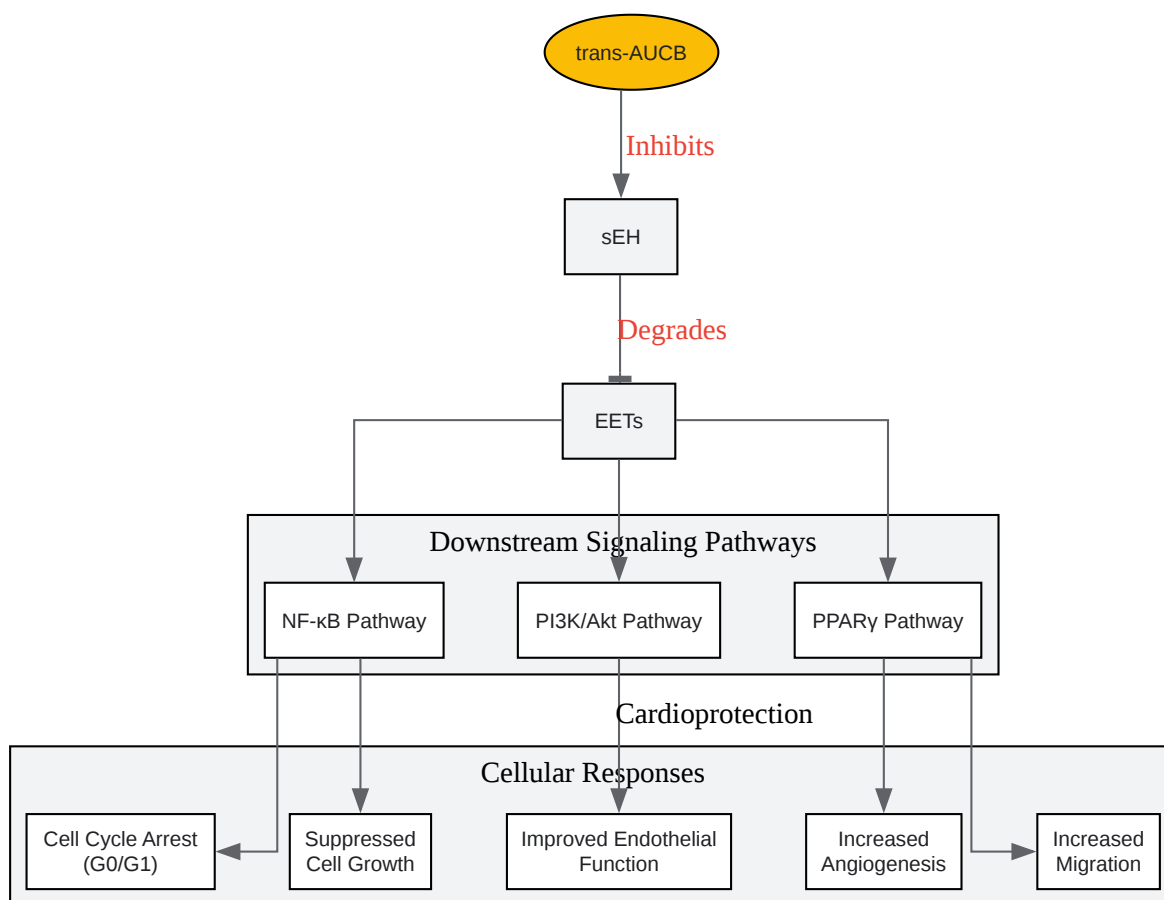 trans-AUCB
Inhibits
sEH
Degrades
EETs
Downstream Signaling Pathways
NF-κB Pathway
PI3K/Akt Pathway
PPARγ Pathway
Cardioprotection
Cellular Responses
Cell Cycle Arrest
(G0/G1)
Suppressed
Cell Growth
Improved Endothelial
Function
Increased
Angiogenesis
Increased
Migration